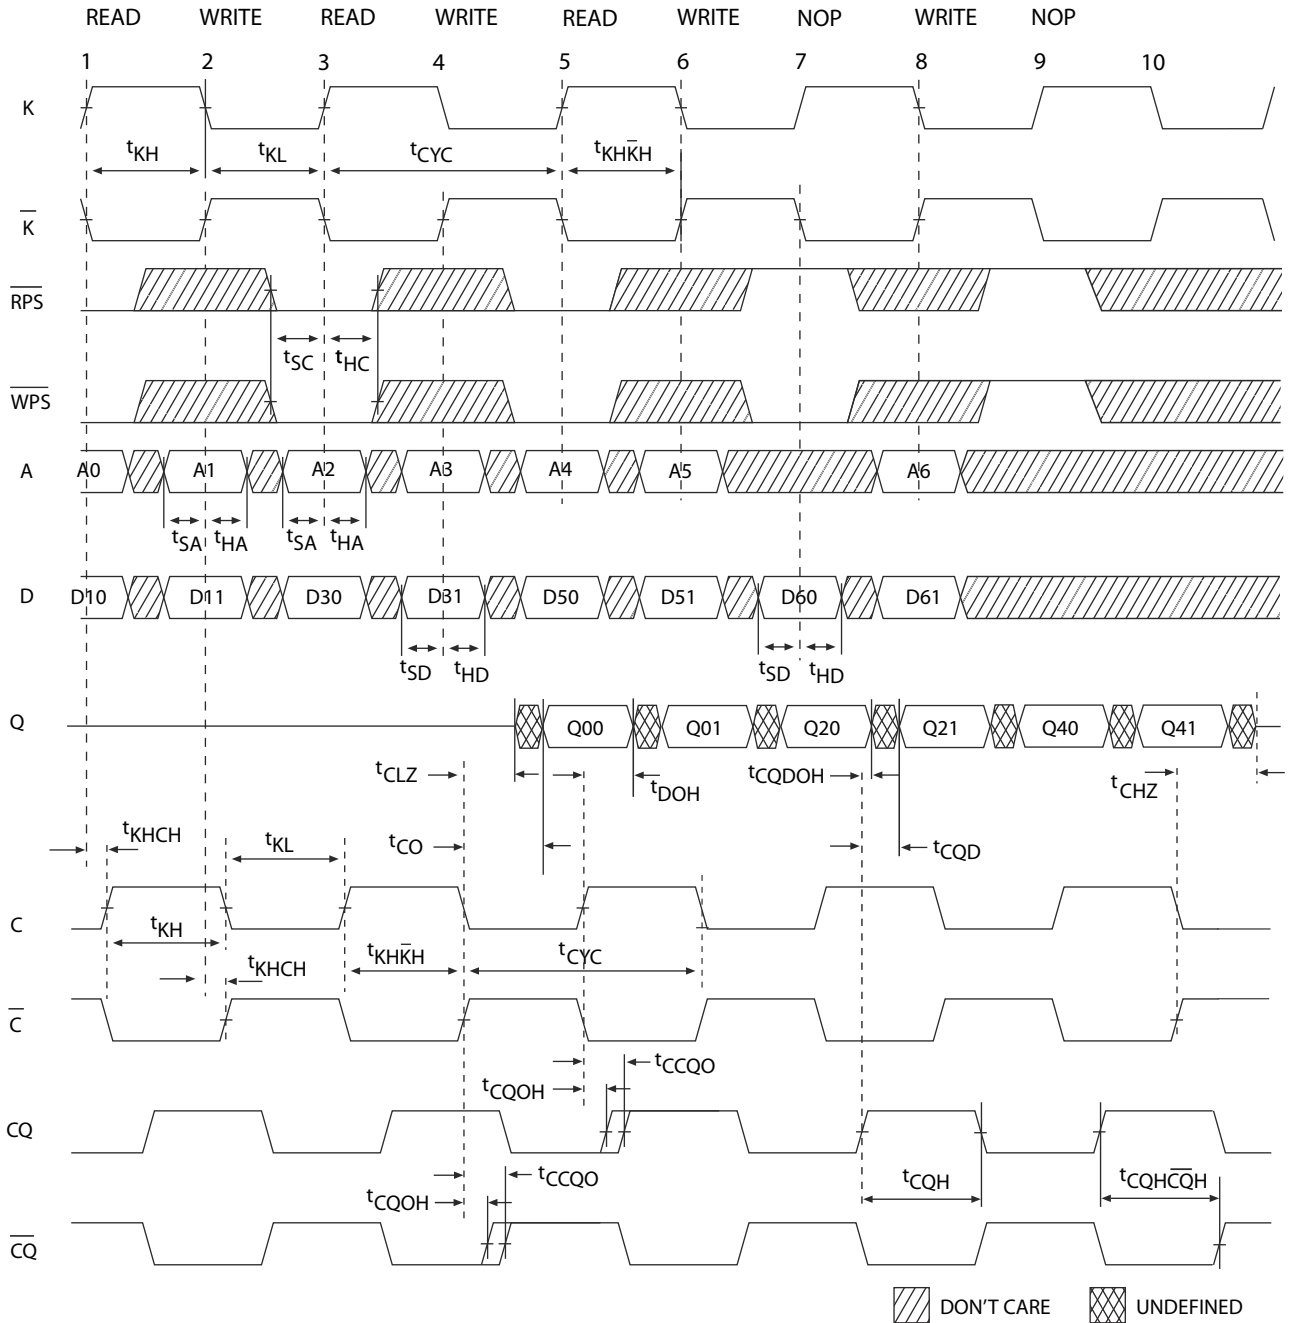 READ WRITE READ WRITE READ WRITE NOP WRITE NOP
1 2 3 4 5 6 7 8 9 10
K
tKH tKL tCYC tKHK̅H
K̅
R̅P̅S̅
tSC tHC
W̅P̅S̅
A A0 A1 A2 A3 A4 A5 A6
tSA tHA tSA tHA
D D10 D11 D30 D31 D50 D51 D60 D61
tSD tHD tSD tHD
Q Q00 Q01 Q20 Q21 Q40 Q41
tCLZ tDOH tCQDOH tCHZ
tKHCH tKL tCO tCQD
C
tKH tKHK̅H tCYC
tKHCH
C̅
tCCQO
tCQOH
CQ
tCCQO tCQH tCQHC̅Q̅H
tCQOH
C̅Q̅
DON'T CARE UNDEFINED